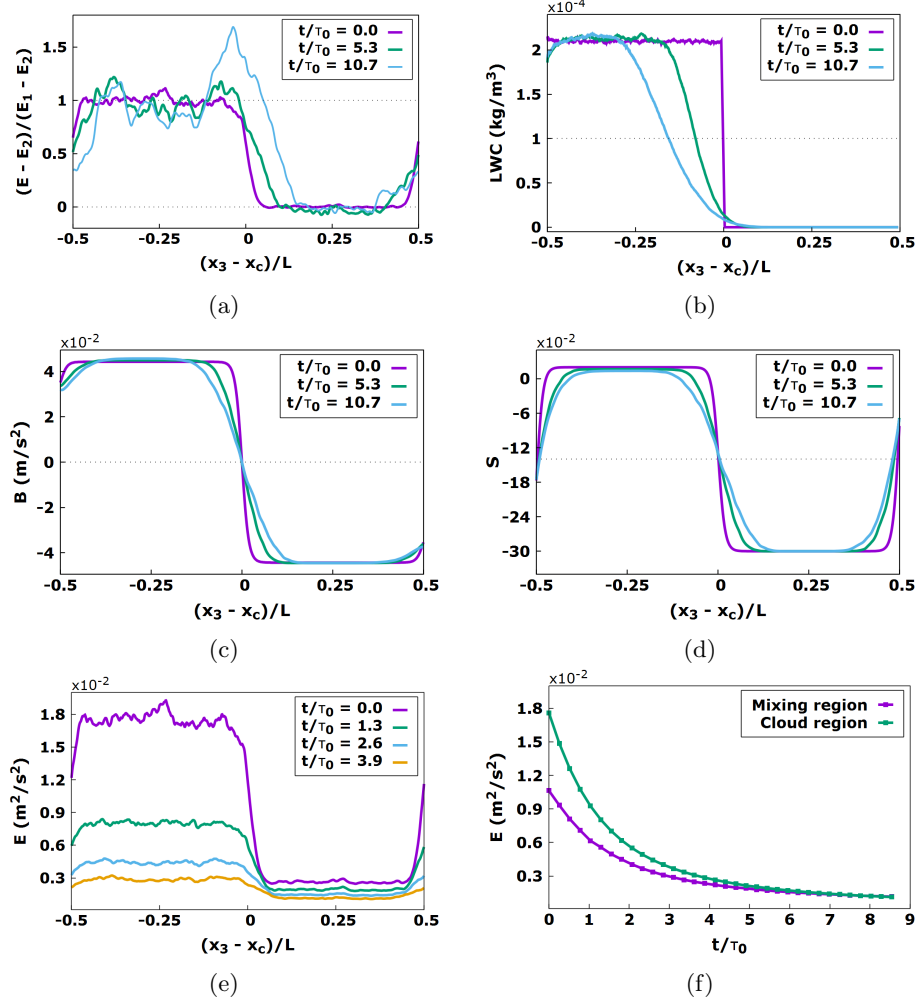 t/τ₀ = 0.0
t/τ₀ = 5.3
t/τ₀ = 10.7
(E - E₂)/(E₁ - E₂)
1.5
1
0.5
0
-0.5 -0.25 0 0.25 0.5
(x₃ - x_c)/L
(a)
x10⁻⁴
t/τ₀ = 0.0
t/τ₀ = 5.3
t/τ₀ = 10.7
LWC (kg/m³)
2
1
0
-0.5 -0.25 0 0.25 0.5
(x₃ - x_c)/L
(b)
x10⁻²
t/τ₀ = 0.0
t/τ₀ = 5.3
t/τ₀ = 10.7
B (m/s²)
4
2
0
-2
-4
-0.5 -0.25 0 0.25 0.5
(x₃ - x_c)/L
(c)
x10⁻²
t/τ₀ = 0.0
t/τ₀ = 5.3
t/τ₀ = 10.7
S
0
-6
-12
-18
-24
-30
-0.5 -0.25 0 0.25 0.5
(x₃ - x_c)/L
(d)
x10⁻²
t/τ₀ = 0.0
t/τ₀ = 1.3
t/τ₀ = 2.6
t/τ₀ = 3.9
E (m²/s²)
1.8
1.5
1.2
0.9
0.6
0.3
-0.5 -0.25 0 0.25 0.5
(x₃ - x_c)/L
(e)
x10⁻²
Mixing region
Cloud region
E (m²/s²)
1.8
1.5
1.2
0.9
0.6
0.3
0 1 2 3 4 5 6 7 8 9
t/τ₀
(f)